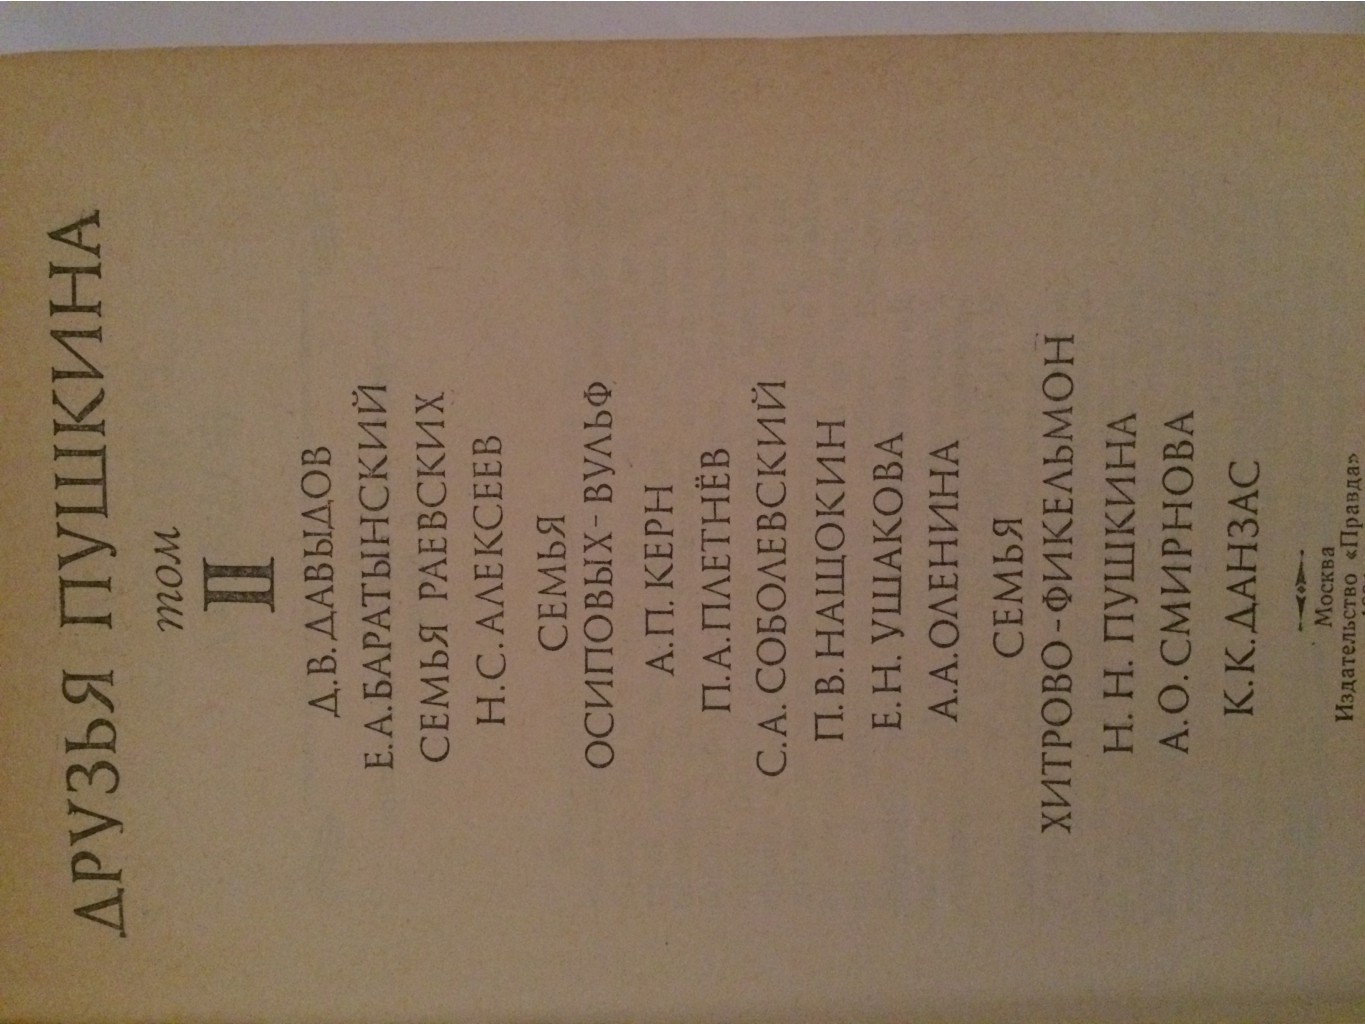 ДРУЗЬЯ ПУШКИНА
том
II
Д. В. ДАВЫДОВ
Е. А. БАРАТЫНСКИЙ
СЕМЬЯ РАЕВСКИХ
Н. С. АЛЕКСЕЕВ
СЕМЬЯ
ОСИПОВЫХ-ВУЛЬФ
А. П. КЕРН
П. А. ПЛЕТНЁВ
С. А. СОБОЛЕВСКИЙ
П. В. НАЩОКИН
Е. Н. УШАКОВА
А. А. ОЛЕНИНА
СЕМЬЯ
ХИТРОВО-ФИКЕЛЬМОН
Н. Н. ПУШКИНА
А. О. СМИРНОВА
К. К. ДАНЗАС
Москва
Издательство «Правда»